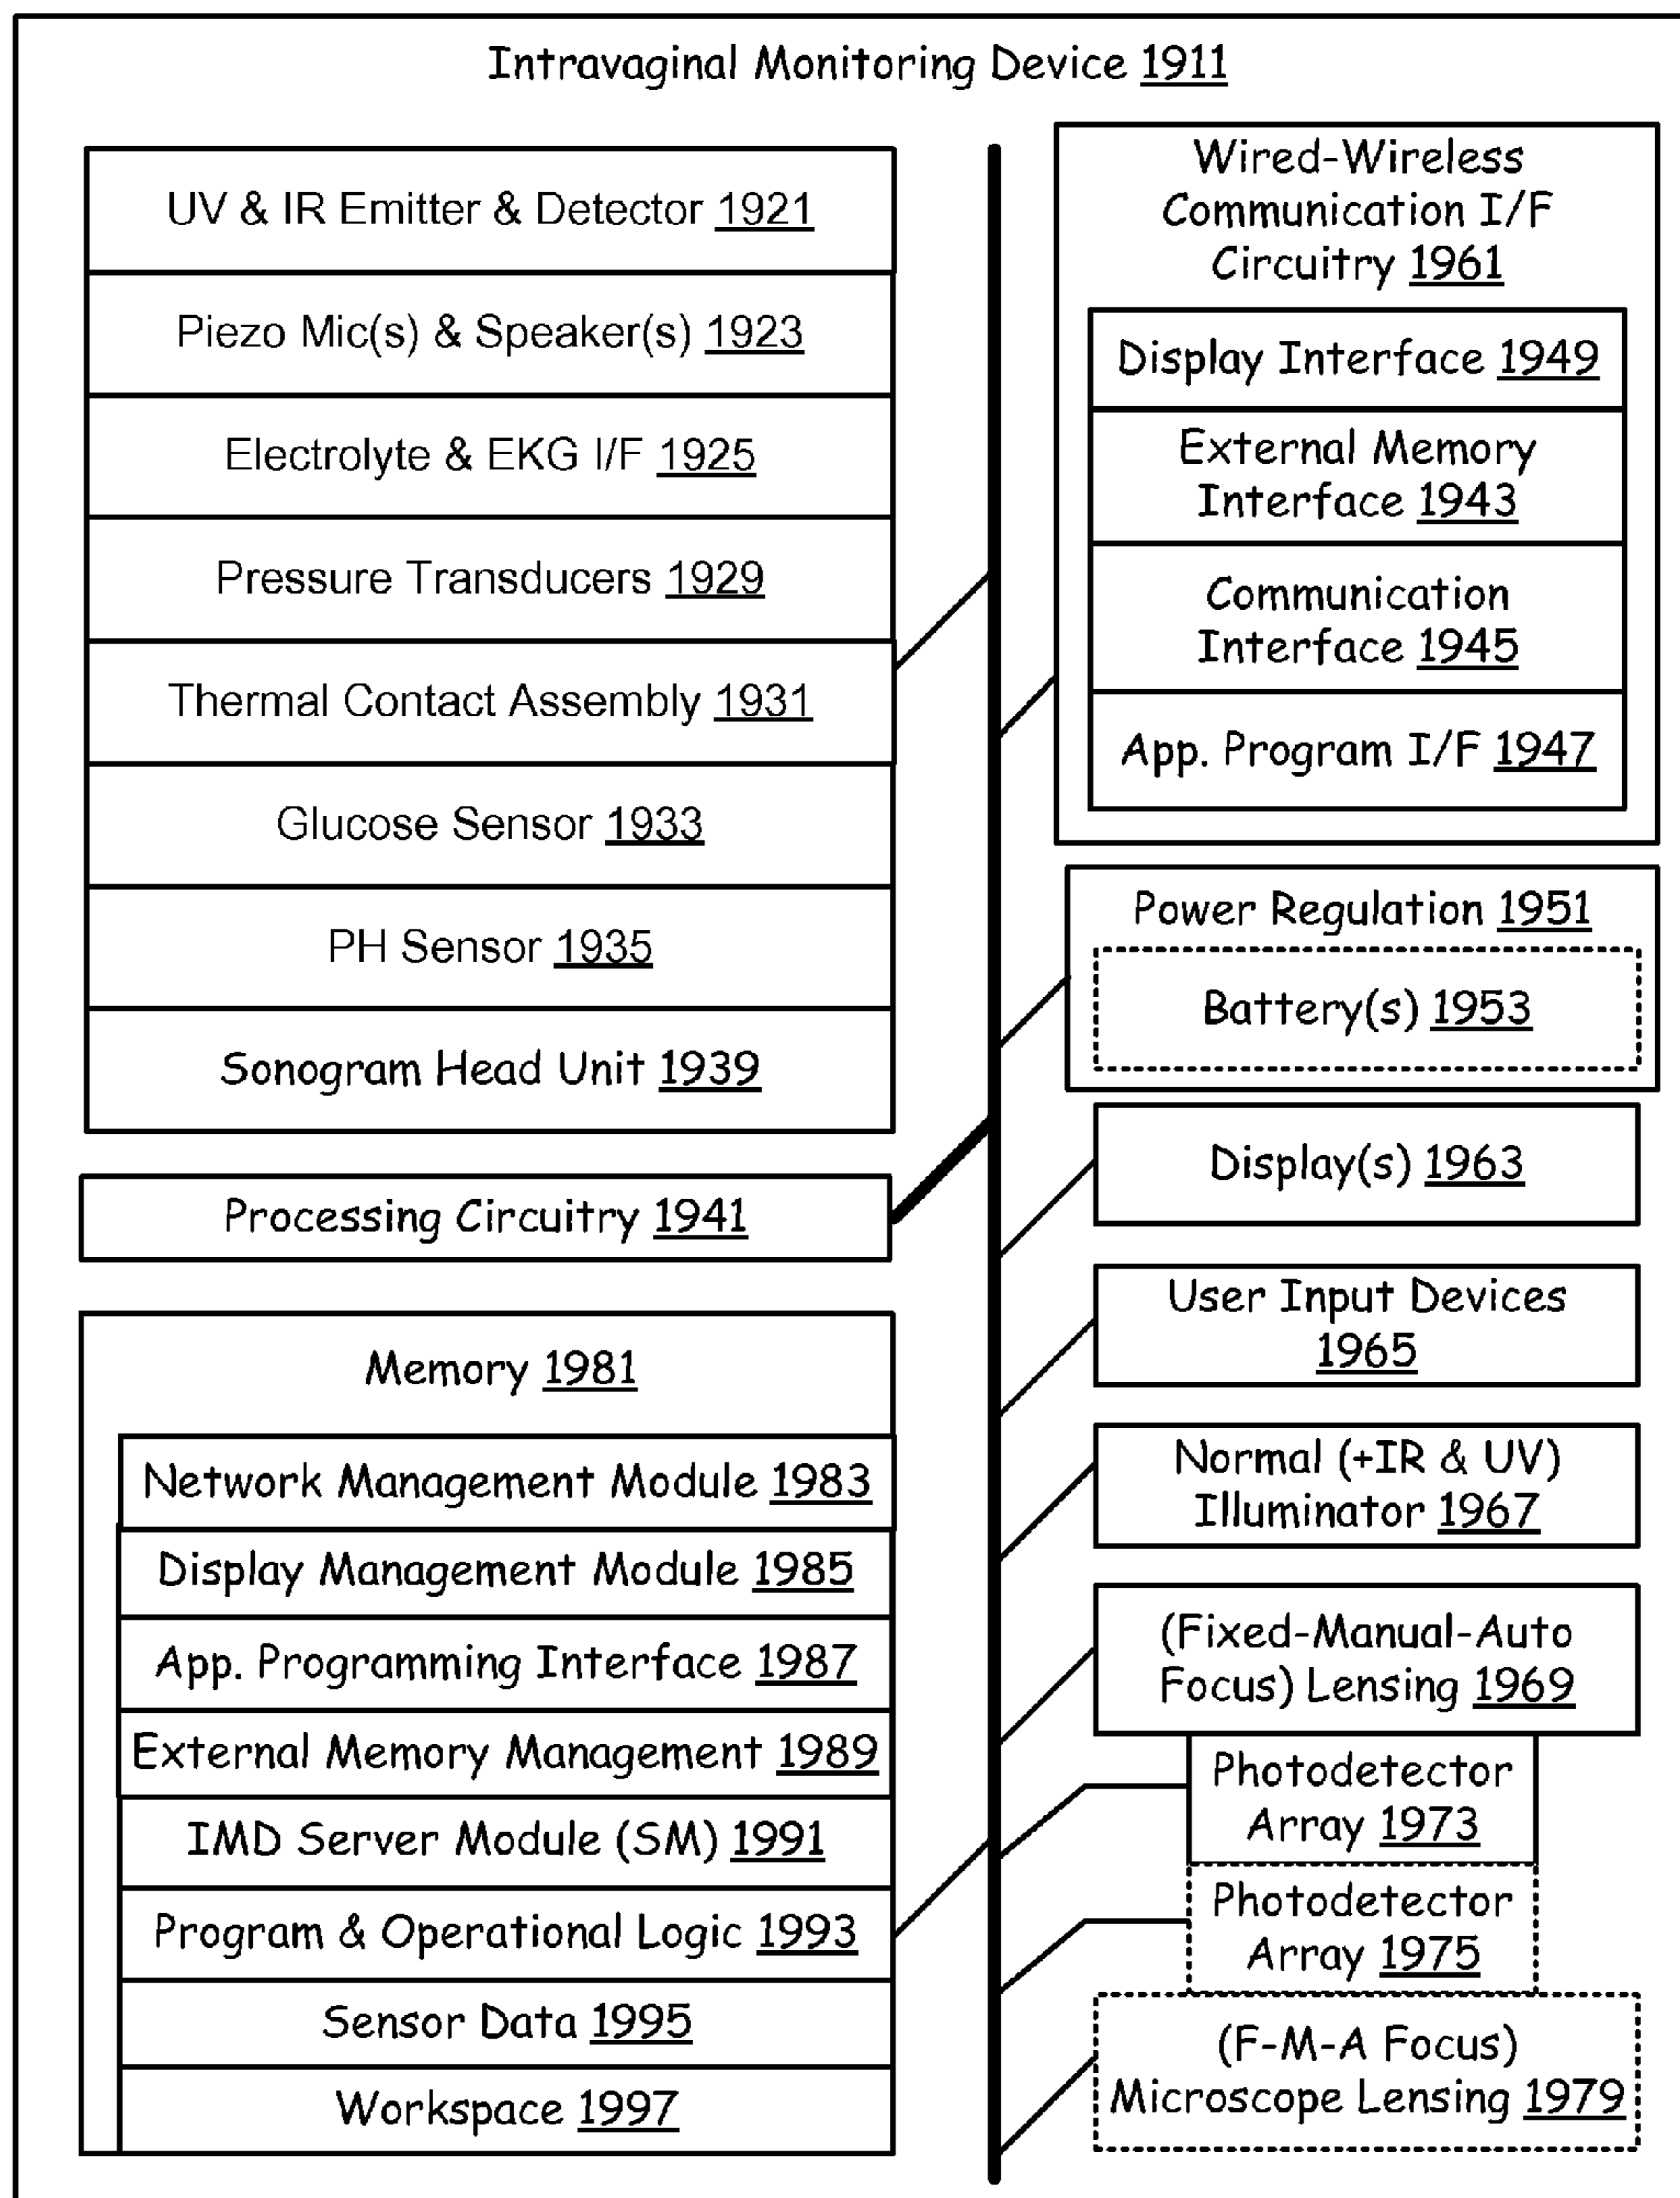 Intravaginal Monitoring Device 1911
UV & IR Emitter & Detector 1921
Piezo Mic(s) & Speaker(s) 1923
Electrolyte & EKG I/F 1925
Pressure Transducers 1929
Thermal Contact Assembly 1931
Glucose Sensor 1933
PH Sensor 1935
Sonogram Head Unit 1939
Processing Circuitry 1941
Memory 1981
Network Management Module 1983
Display Management Module 1985
App. Programming Interface 1987
External Memory Management 1989
IMD Server Module (SM) 1991
Program & Operational Logic 1993
Sensor Data 1995
Workspace 1997
Wired-Wireless
Communication I/F
Circuitry 1961
Display Interface 1949
External Memory
Interface 1943
Communication
Interface 1945
App. Program I/F 1947
Power Regulation 1951
Battery(s) 1953
Display(s) 1963
User Input Devices
1965
Normal (+IR & UV)
Illuminator 1967
(Fixed-Manual-Auto
Focus) Lensing 1969
Photodetector
Array 1973
Photodetector
Array 1975
(F-M-A Focus)
Microscope Lensing 1979